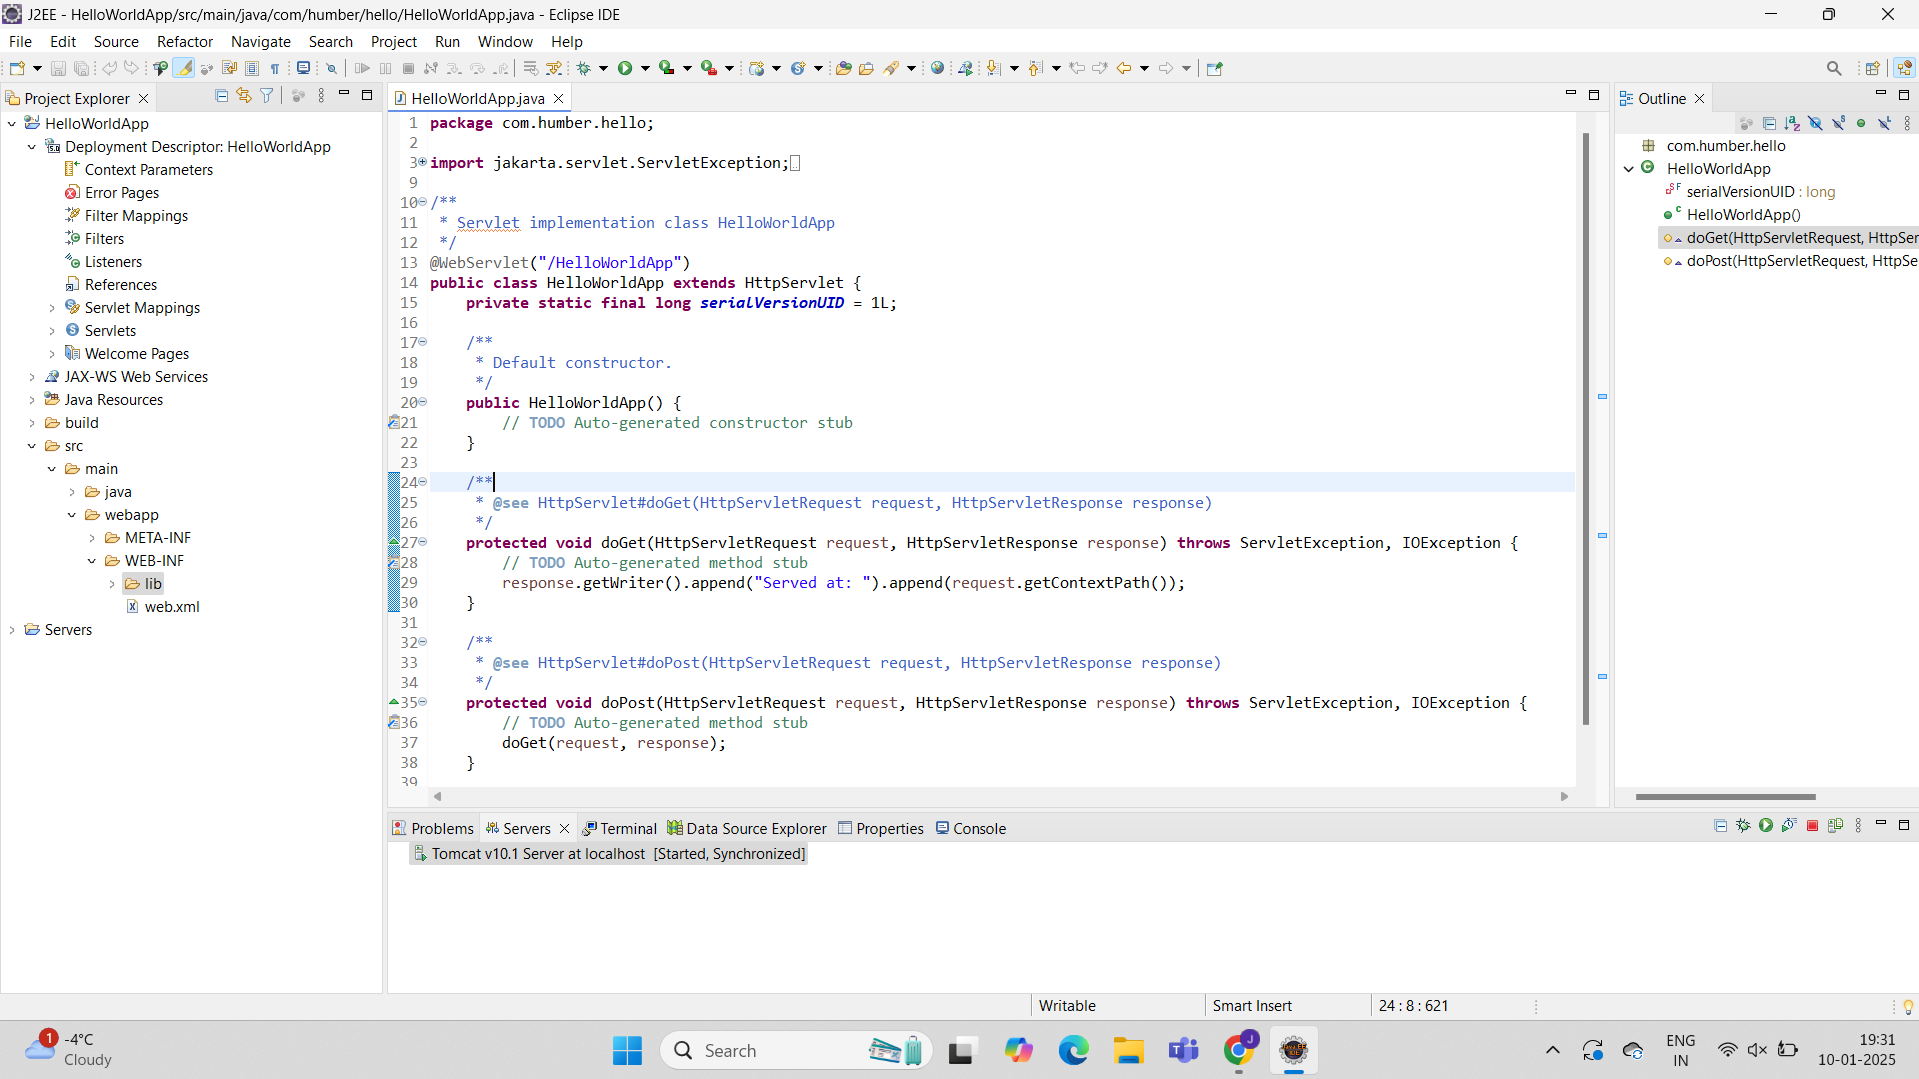 J2EE - HelloWorldApp/src/main/java/com/humber/hello/HelloWorldApp.java - Eclipse IDE
File Edit Source Refactor Navigate Search Project Run Window Help
Project Explorer
HelloWorldApp
Deployment Descriptor: HelloWorldApp
Context Parameters
Error Pages
Filter Mappings
Filters
Listeners
References
Servlet Mappings
Servlets
Welcome Pages
JAX-WS Web Services
Java Resources
build
src
main
java
webapp
META-INF
WEB-INF
lib
web.xml
Servers
HelloWorldApp.java
1 package com.humber.hello;
2
3 import jakarta.servlet.ServletException;
9
10 /**
11 * Servlet implementation class HelloWorldApp
12 */
13 @WebServlet("/HelloWorldApp")
14 public class HelloWorldApp extends HttpServlet {
15 private static final long serialVersionUID = 1L;
16
17 /**
18 * Default constructor.
19 */
20 public HelloWorldApp() {
21 // TODO Auto-generated constructor stub
22 }
23
24 /**
25 * @see HttpServlet#doGet(HttpServletRequest request, HttpServletResponse response)
26 */
27 protected void doGet(HttpServletRequest request, HttpServletResponse response) throws ServletException, IOException {
28 // TODO Auto-generated method stub
29 response.getWriter().append("Served at: ").append(request.getContextPath());
30 }
31
32 /**
33 * @see HttpServlet#doPost(HttpServletRequest request, HttpServletResponse response)
34 */
35 protected void doPost(HttpServletRequest request, HttpServletResponse response) throws ServletException, IOException {
36 // TODO Auto-generated method stub
37 doGet(request, response);
38 }
39
Outline
com.humber.hello
HelloWorldApp
serialVersionUID : long
HelloWorldApp()
doGet(HttpServletRequest, HttpSer
doPost(HttpServletRequest, HttpSe
Problems Servers Terminal Data Source Explorer Properties Console
Tomcat v10.1 Server at localhost [Started, Synchronized]
Writable Smart Insert 24 : 8 : 621
1 -4°C
Cloudy
Search
J
ENG
IN
19:31
10-01-2025